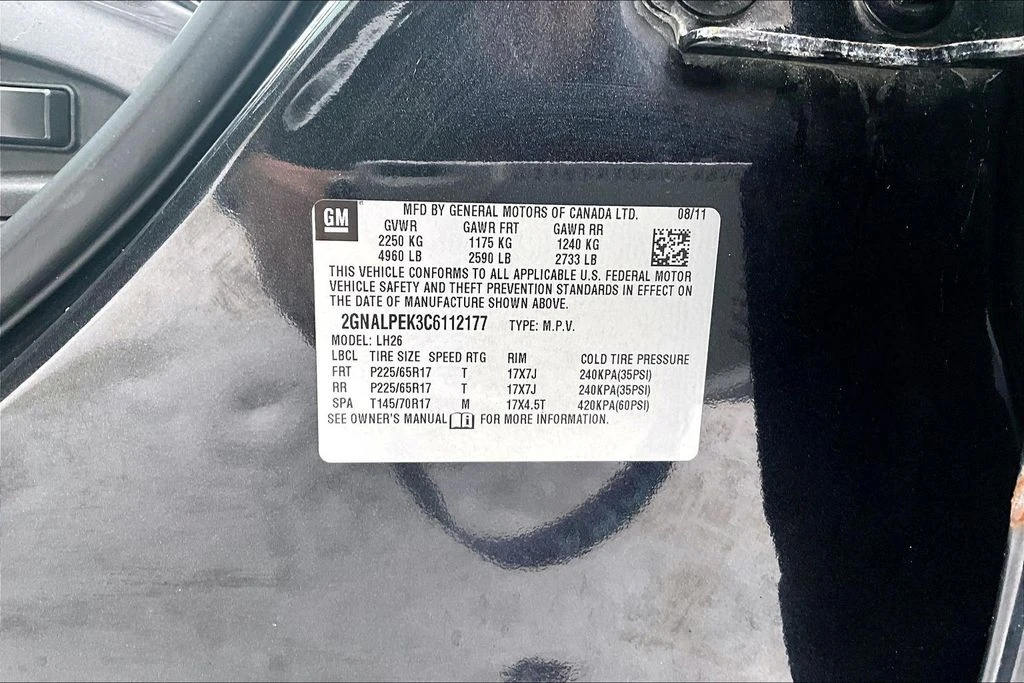 GM MFD BY GENERAL MOTORS OF CANADA LTD. 08/11
GVWR GAWR FRT GAWR RR
2250 KG 1175 KG 1240 KG
4960 LB 2590 LB 2733 LB
THIS VEHICLE CONFORMS TO ALL APPLICABLE U.S. FEDERAL MOTOR
VEHICLE SAFETY AND THEFT PREVENTION STANDARDS IN EFFECT ON
THE DATE OF MANUFACTURE SHOWN ABOVE.
2GNALPEK3C6112177 TYPE: M.P.V.
MODEL: LH26
LBCL TIRE SIZE SPEED RTG RIM COLD TIRE PRESSURE
FRT P225/65R17 T 17X7J 240KPA(35PSI)
RR P225/65R17 T 17X7J 240KPA(35PSI)
SPA T145/70R17 M 17X4.5T 420KPA(60PSI)
SEE OWNER'S MANUAL FOR MORE INFORMATION.